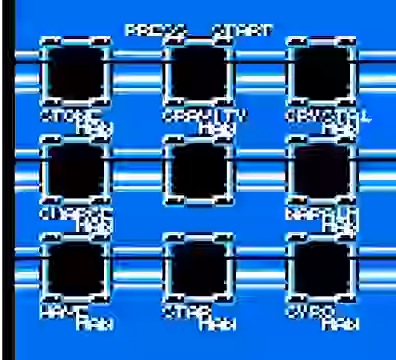 PRESS START
STONE GRAVITY CRYSTAL
MAN MAN MAN
CHARGE NAPALM
MAN MAN
WAVE STAR GYRO
MAN MAN MAN